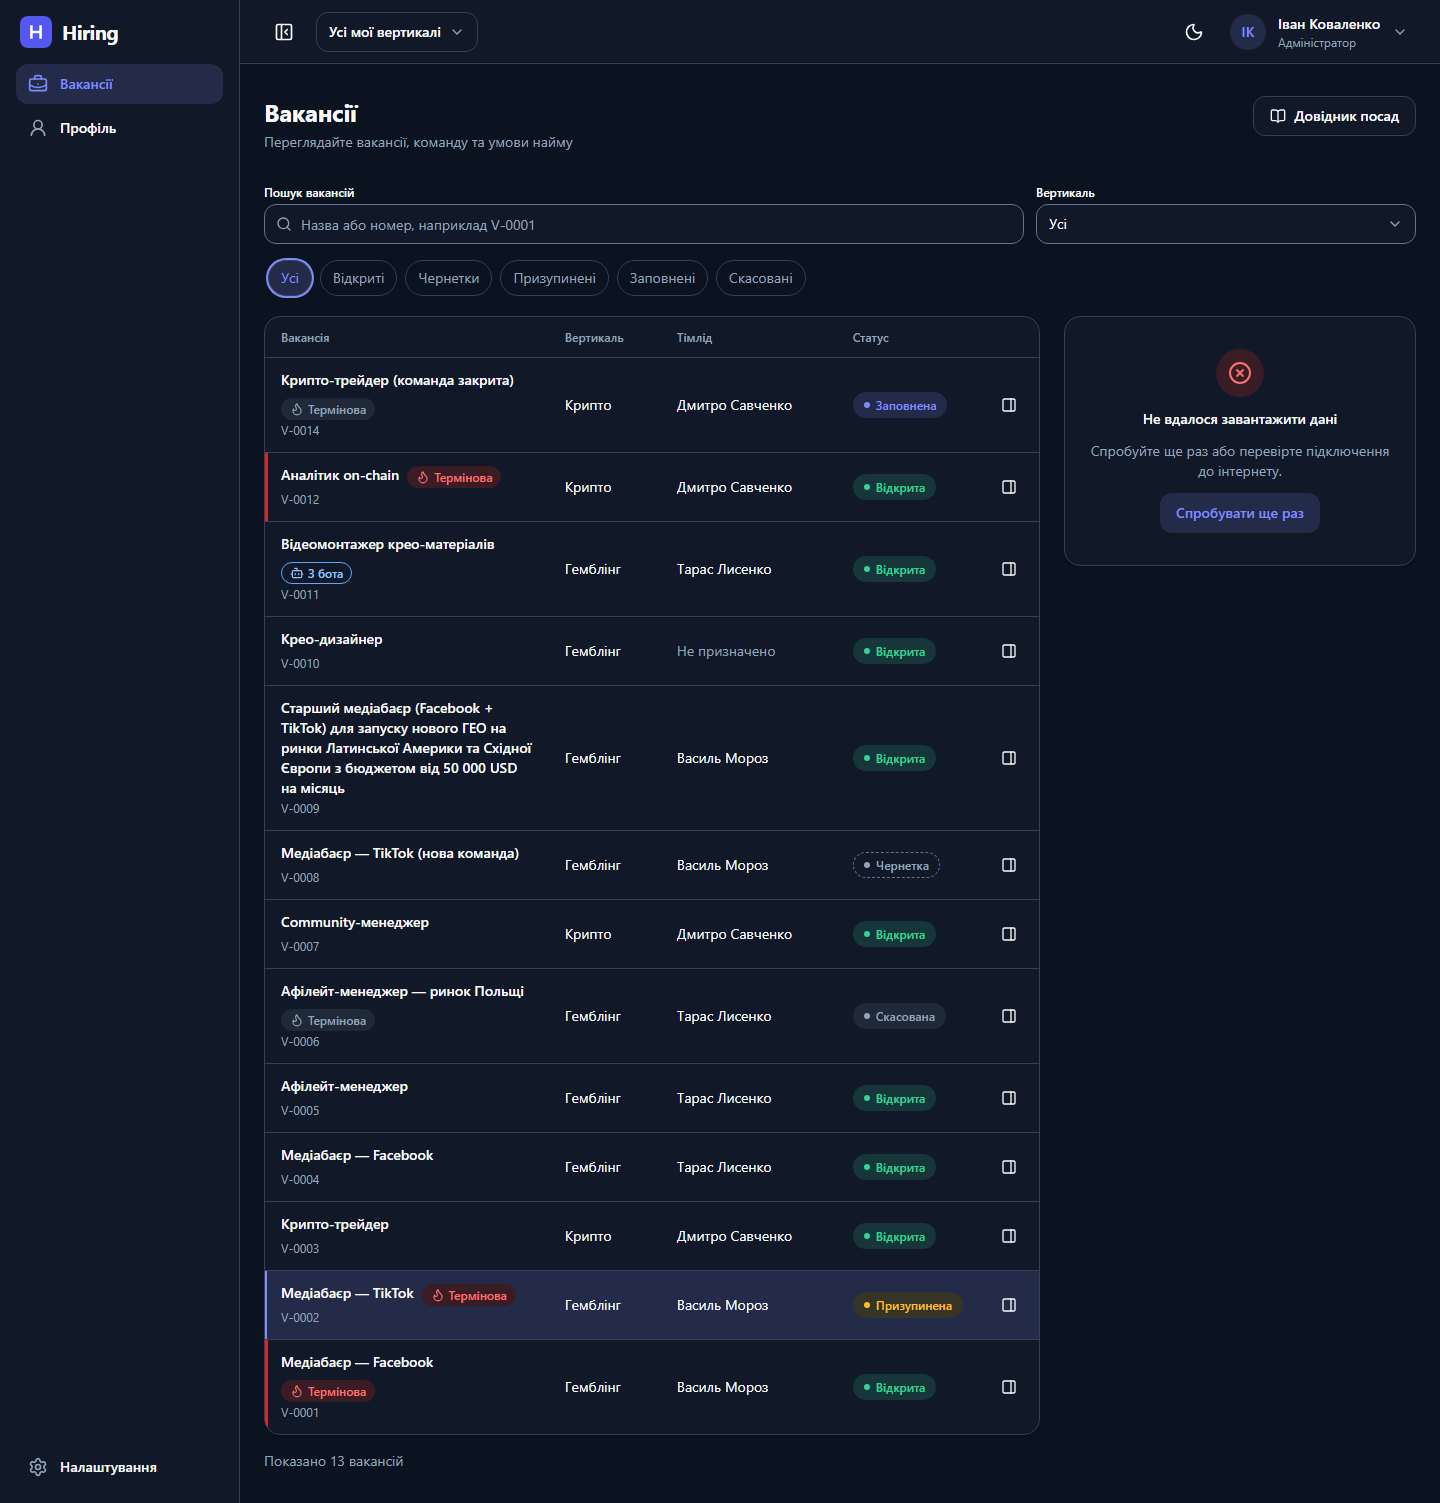 H Hiring
Вакансії
Профіль
Налаштування
Усі мої вертикалі
ІК
Іван Коваленко
Адміністратор
Вакансії
Переглядайте вакансії, команду та умови найму
Довідник посад
Пошук вакансій
Назва або номер, наприклад V-0001
Вертикаль
Усі
Усі Відкриті Чернетки Призупинені Заповнені Скасовані
Вакансія Вертикаль Тімлід Статус
Крипто-трейдер (команда закрита)
Термінова
V-0014
Крипто Дмитро Савченко Заповнена
Аналітик on-chain Термінова
V-0012
Крипто Дмитро Савченко Відкрита
Відеомонтажер крео-матеріалів
З бота
V-0011
Гемблінг Тарас Лисенко Відкрита
Крео-дизайнер
V-0010
Гемблінг Не призначено Відкрита
Старший медіабаєр (Facebook +
TikTok) для запуску нового ГЕО на
ринки Латинської Америки та Східної
Європи з бюджетом від 50 000 USD
на місяць
V-0009
Гемблінг Василь Мороз Відкрита
Медіабаєр — TikTok (нова команда)
V-0008
Гемблінг Василь Мороз Чернетка
Community-менеджер
V-0007
Крипто Дмитро Савченко Відкрита
Афілейт-менеджер — ринок Польщі
Термінова
V-0006
Гемблінг Тарас Лисенко Скасована
Афілейт-менеджер
V-0005
Гемблінг Тарас Лисенко Відкрита
Медіабаєр — Facebook
V-0004
Гемблінг Тарас Лисенко Відкрита
Крипто-трейдер
V-0003
Крипто Дмитро Савченко Відкрита
Медіабаєр — TikTok Термінова
V-0002
Гемблінг Василь Мороз Призупинена
Медіабаєр — Facebook
Термінова
V-0001
Гемблінг Василь Мороз Відкрита
Показано 13 вакансій
Не вдалося завантажити дані
Спробуйте ще раз або перевірте підключення
до інтернету.
Спробувати ще раз